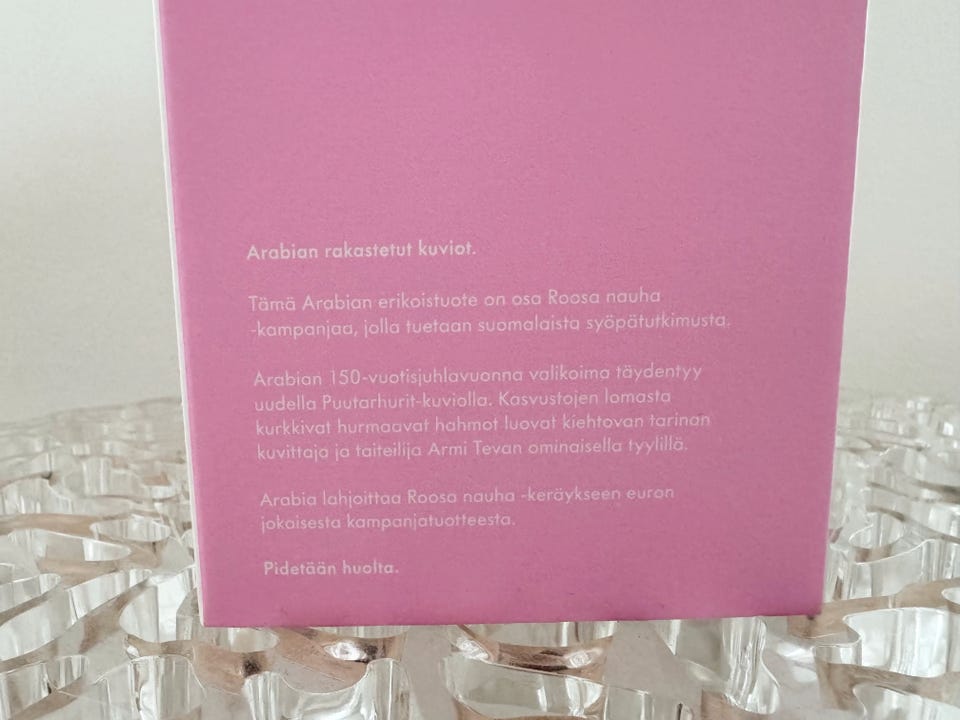 Arabian rakastetut kuviot.
Tämä Arabian erikoistuote on osa Roosa nauha
-kampanjaa, jolla tuetaan suomalaista syöpätutkimusta.
Arabian 150-vuotisjuhlavuonna valikoima täydentyy
uudella Puutarhurit-kuviolla. Kasvustojen lomasta
kurkkivat hurmaavat hahmot luovat kiehtovan tarinan
kuvittaja ja taiteilija Armi Tevan ominaisella tyylillä.
Arabia lahjoittaa Roosa nauha -keräykseen euron
jokaisesta kampanjatuotteesta.
Pidetään huolta.